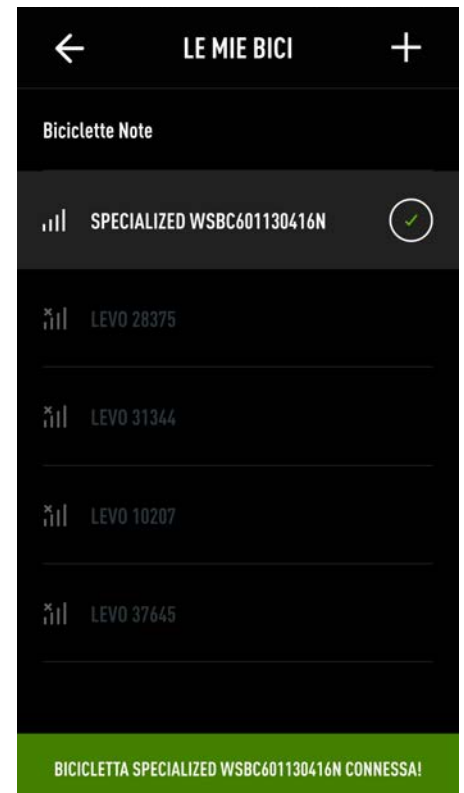 LE MIE BICI
Biciclette Note
SPECIALIZED WSBC601130416N
LEVO 28375
LEVO 31344
LEVO 10207
LEVO 37645
BICICLETTA SPECIALIZED WSBC601130416N CONNESSA!